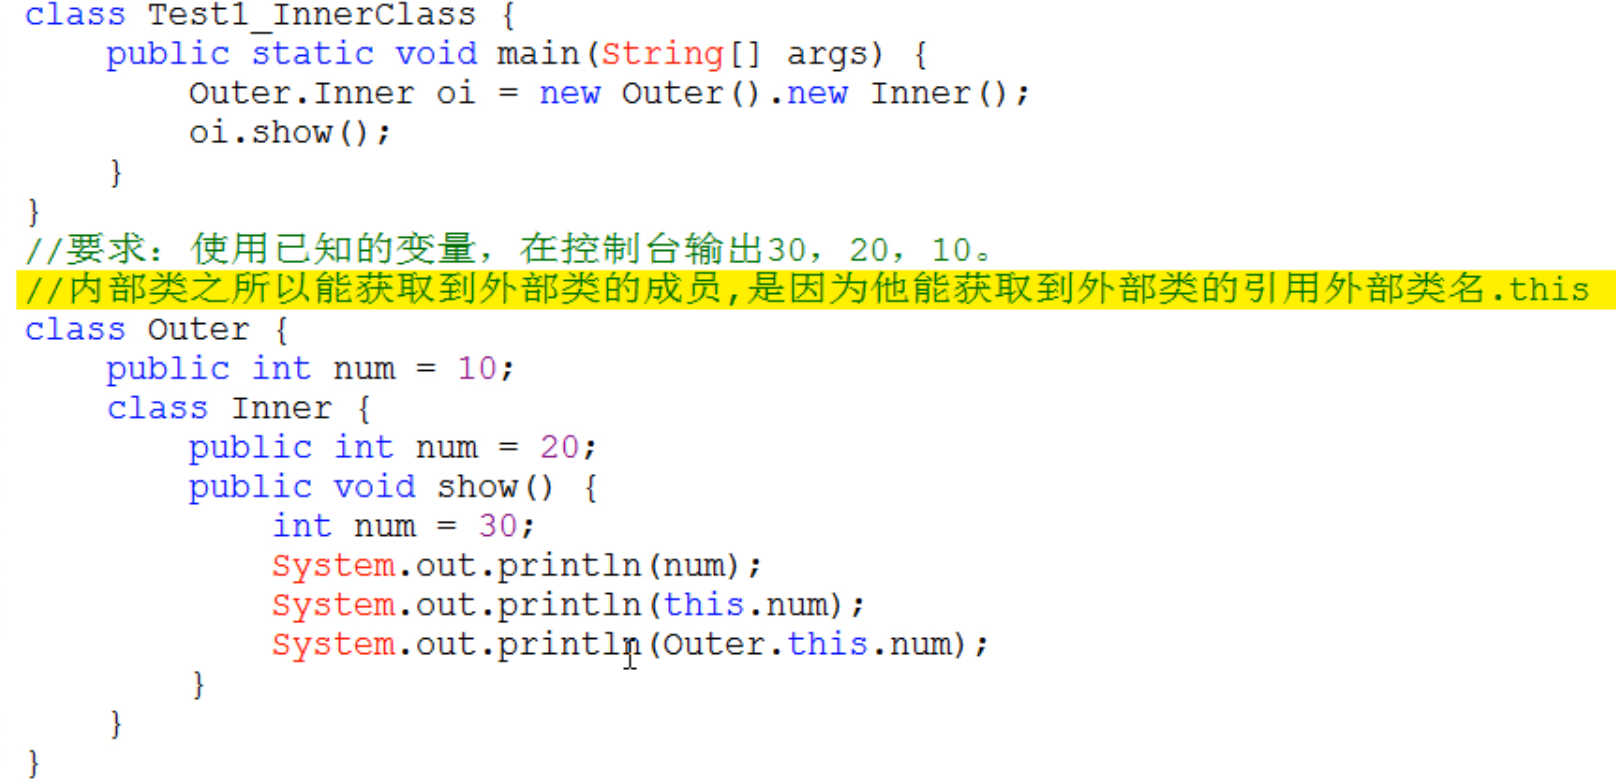 class Test1_InnerClass {
    public static void main(String[] args) {
        Outer.Inner oi = new Outer().new Inner();
        oi.show();
    }
}
//要求：使用已知的变量，在控制台输出30，20，10。
//内部类之所以能获取到外部类的成员,是因为他能获取到外部类的引用外部类名.this
class Outer {
    public int num = 10;
    class Inner {
        public int num = 20;
        public void show() {
            int num = 30;
            System.out.println(num);
            System.out.println(this.num);
            System.out.println(Outer.this.num);
        }
    }
}